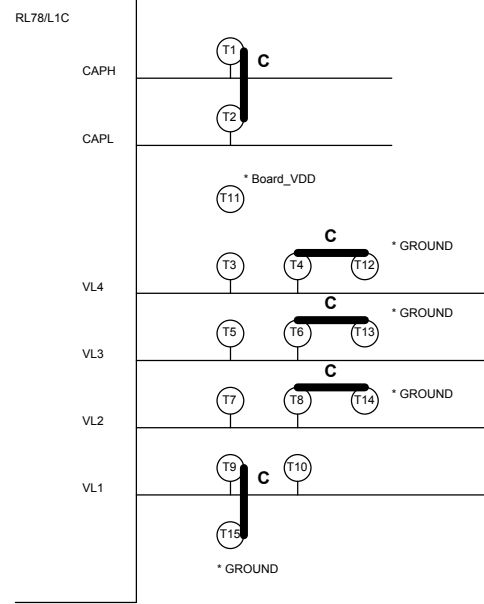 RL78/L1C
T1
C
CAPH
T2
CAPL
* Board_VDD
T11
C
* GROUND
T3
T4
T12
VL4
C
* GROUND
T5
T6
T13
VL3
C
* GROUND
T7
T8
T14
VL2
T9
C
T10
VL1
T15
* GROUND